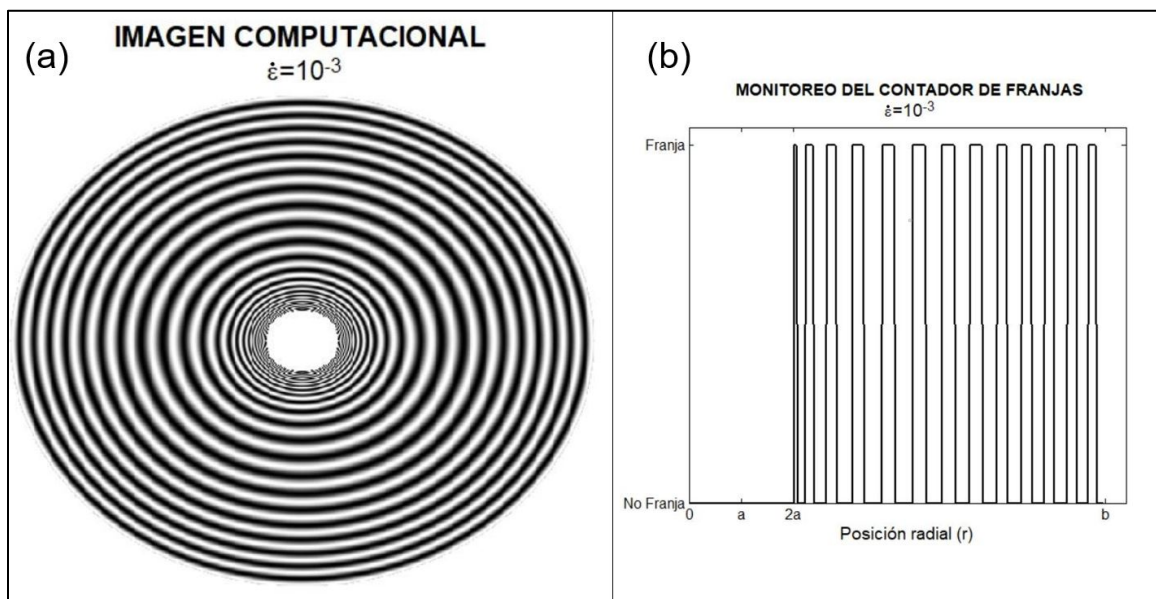 (a)
IMAGEN COMPUTACIONAL
ε̇=10⁻³
(b)
MONITOREO DEL CONTADOR DE FRANJAS
ε̇=10⁻³
Franja
No Franja
0 a 2a b
Posición radial (r)